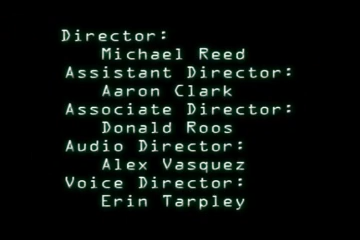 Director:
Michael Reed
Assistant Director:
Aaron Clark
Associate Director:
Donald Roos
Audio Director:
Alex Vasquez
Voice Director:
Erin Tarpley